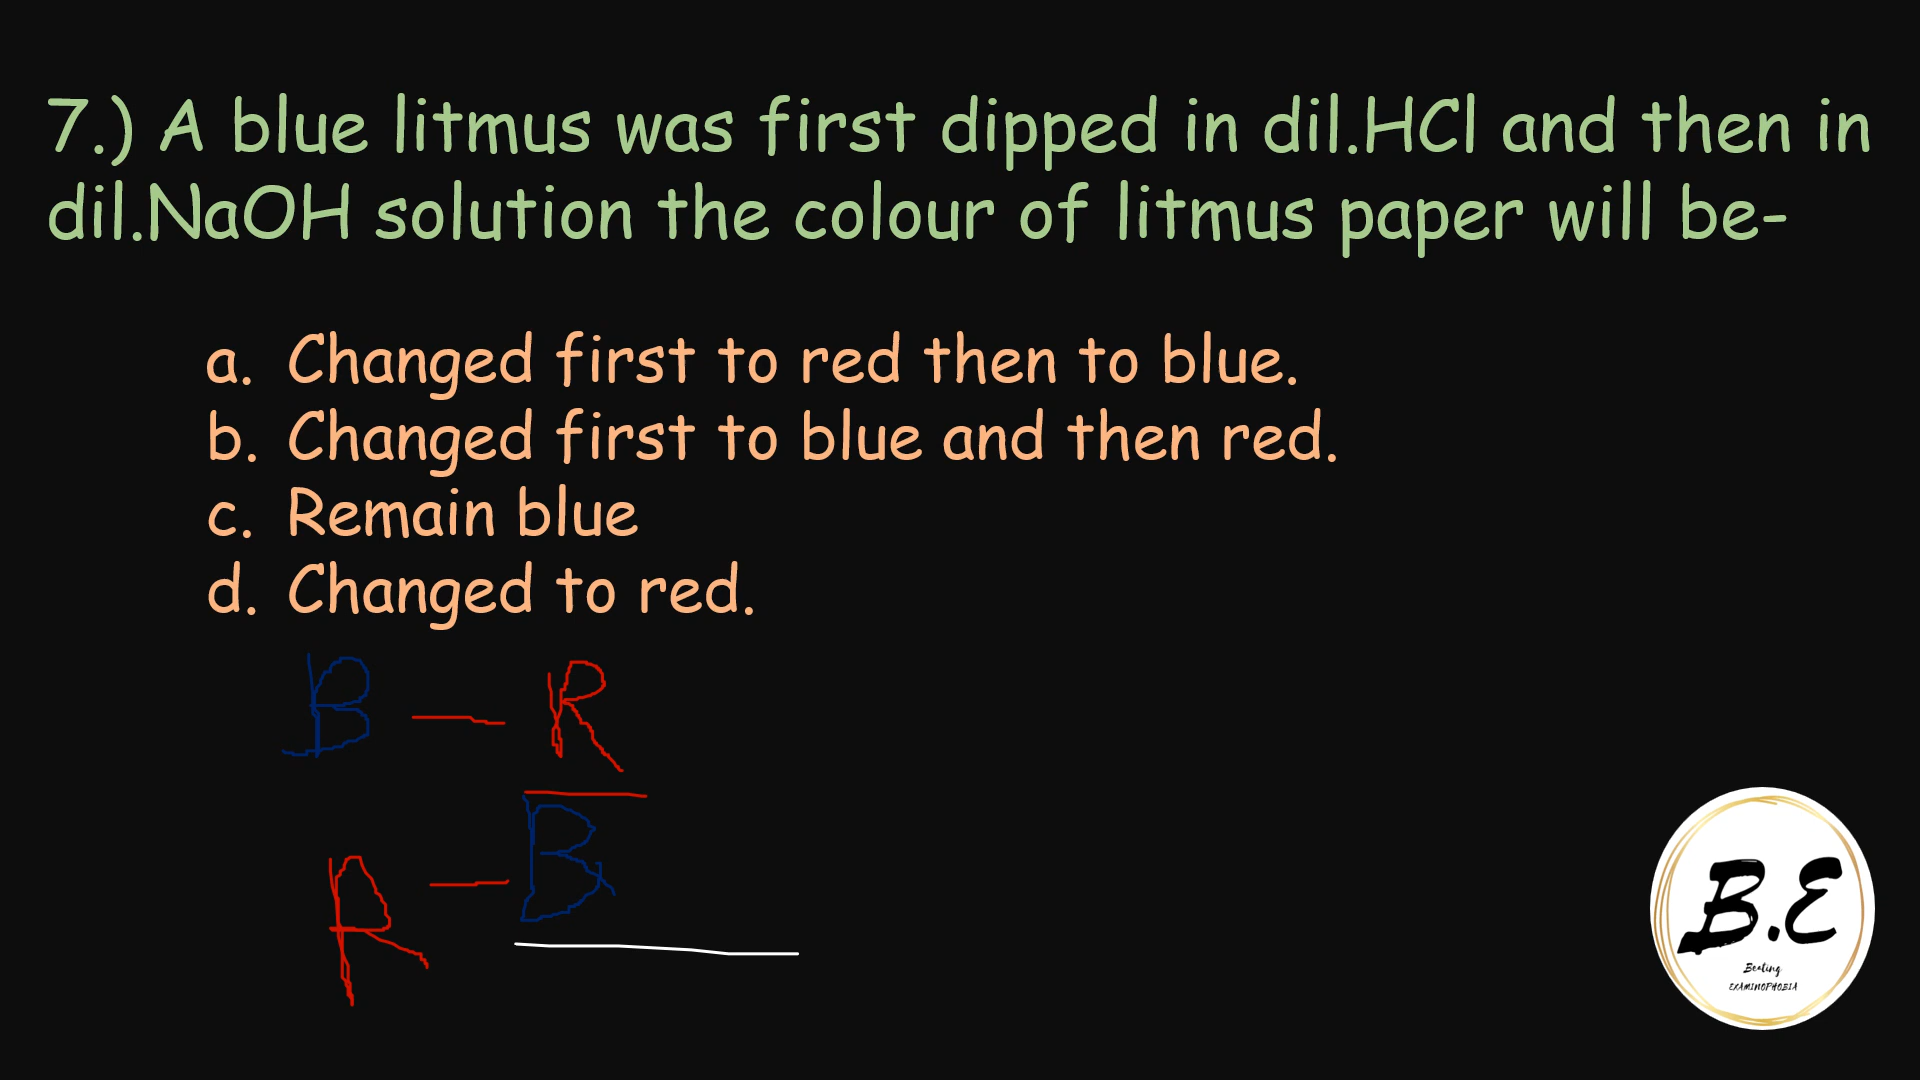 7.) A blue litmus was first dipped in dil.HCl and then in
dil.NaOH solution the colour of litmus paper will be-
a. Changed first to red then to blue.
b. Changed first to blue and then red.
c. Remain blue
d. Changed to red.
B — R
R — B
B.E
Beating
EXAMINOPHOBIA